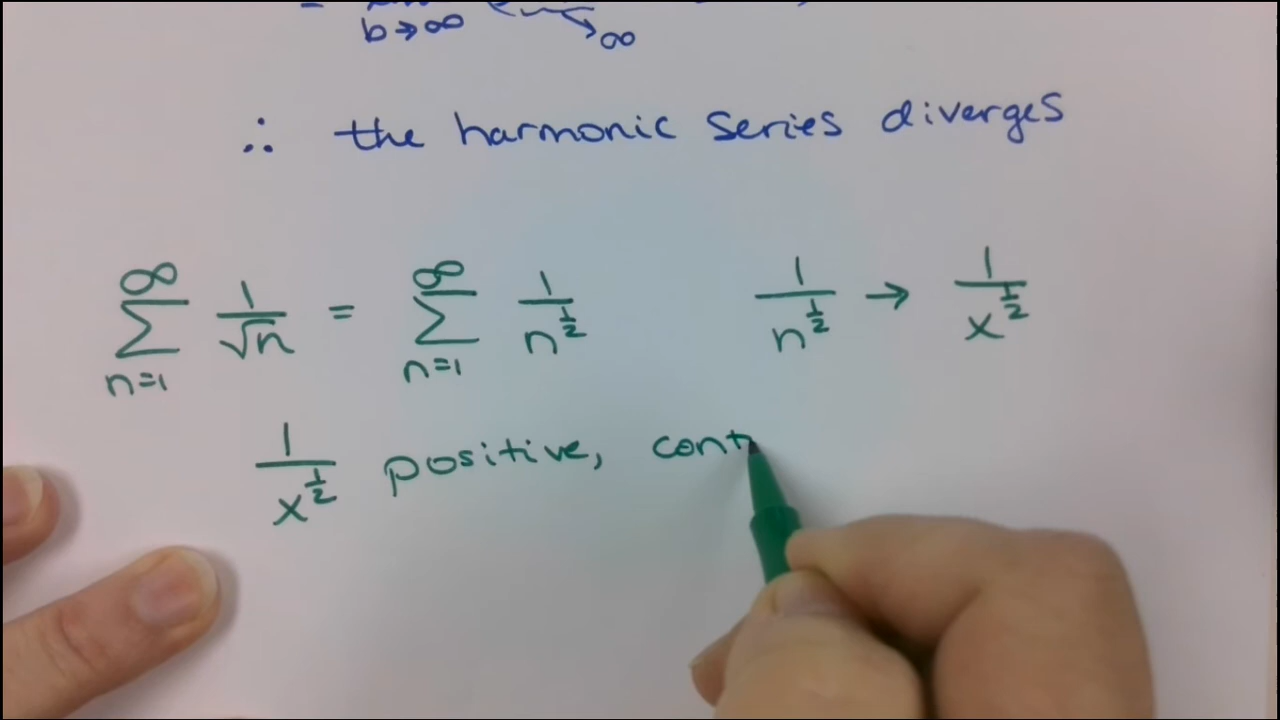 b→∞ ∞
∴ the harmonic series diverges
∑_{n=1}^{∞} 1/√n = ∑_{n=1}^{∞} 1/n^{1/2}    1/n^{1/2} → 1/x^{1/2}
1/x^{1/2} positive, cont